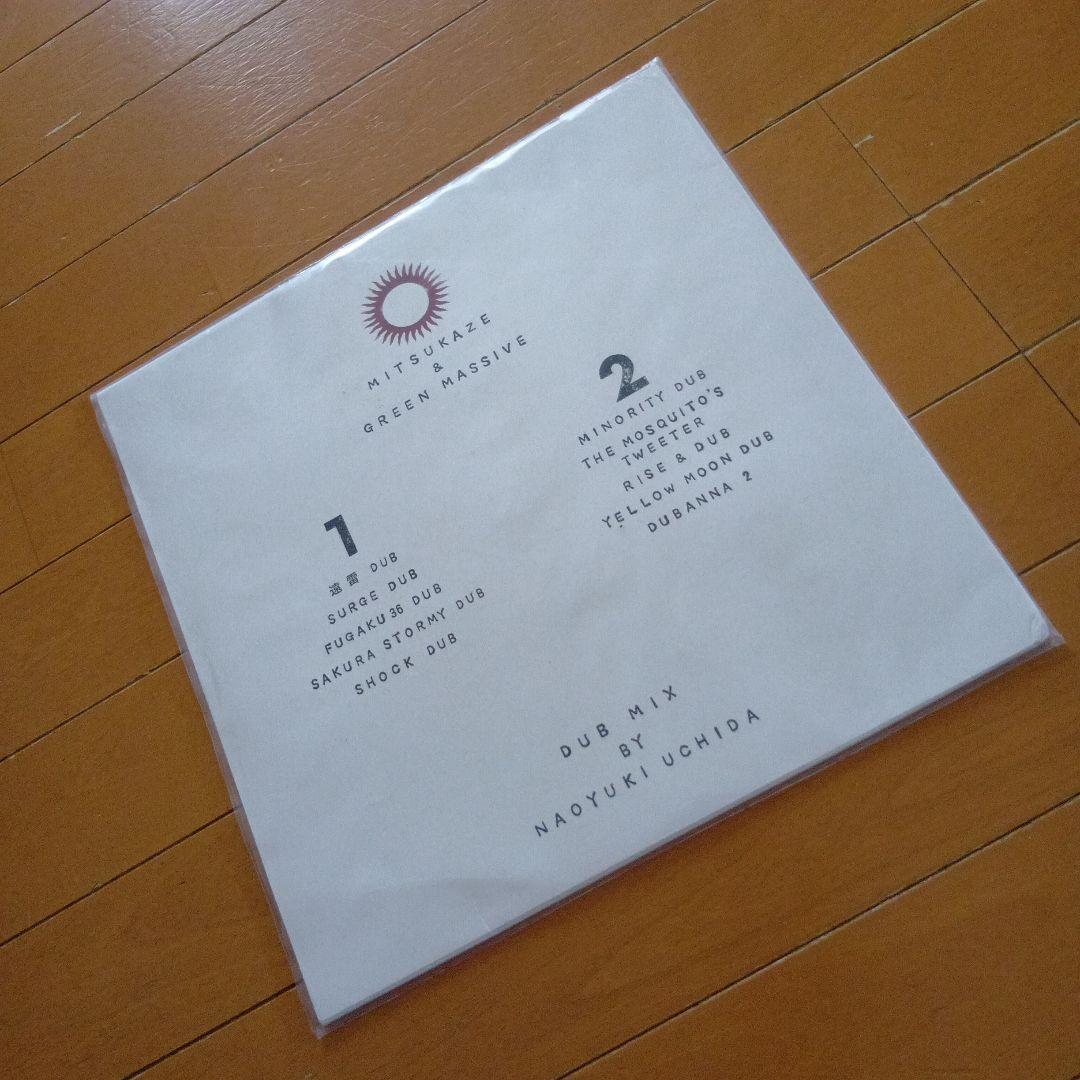 MITSUKAZE
&
GREEN MASSIVE
1
遠雷 DUB
SURGE DUB
FUGAKU 36 DUB
SAKURA STORMY DUB
SHOCK DUB
2
MINORITY DUB
THE MOSQUITO'S
TWEETER
RISE & DUB
YELLOW MOON DUB
DUBANNA 2
DUB MIX
BY
NAOYUKI UCHIDA